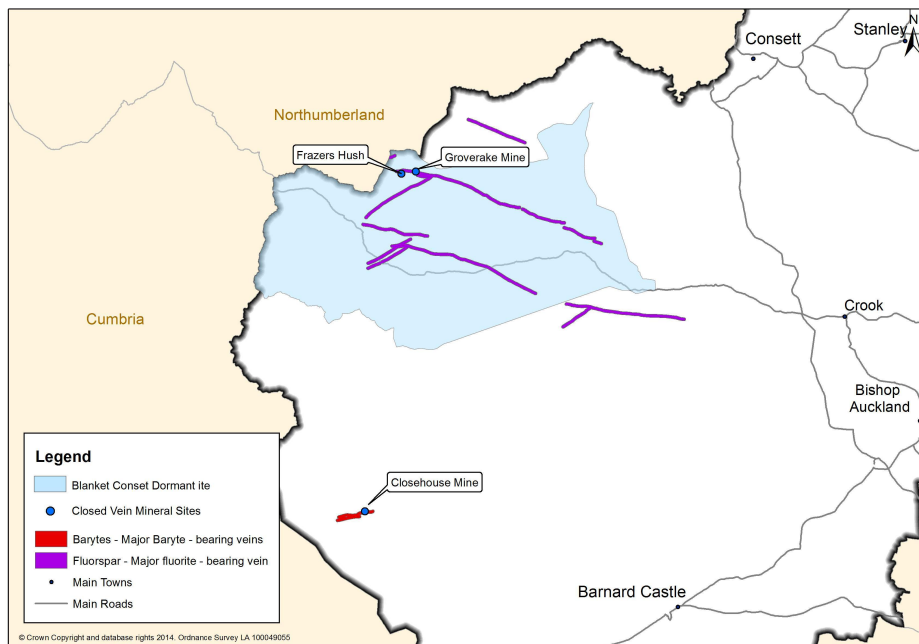 Stanley
N
Consett
Northumberland
Frazers Hush
Groverake Mine
Cumbria
Crook
Bishop
Auckland
Legend
Blanket Conset Dormant ite
Closed Vein Mineral Sites
Barytes - Major Baryte - bearing veins
Fluorspar - Major fluorite - bearing vein
Main Towns
Main Roads
Closehouse Mine
Barnard Castle
© Crown Copyright and database rights 2014. Ordnance Survey LA 100049055